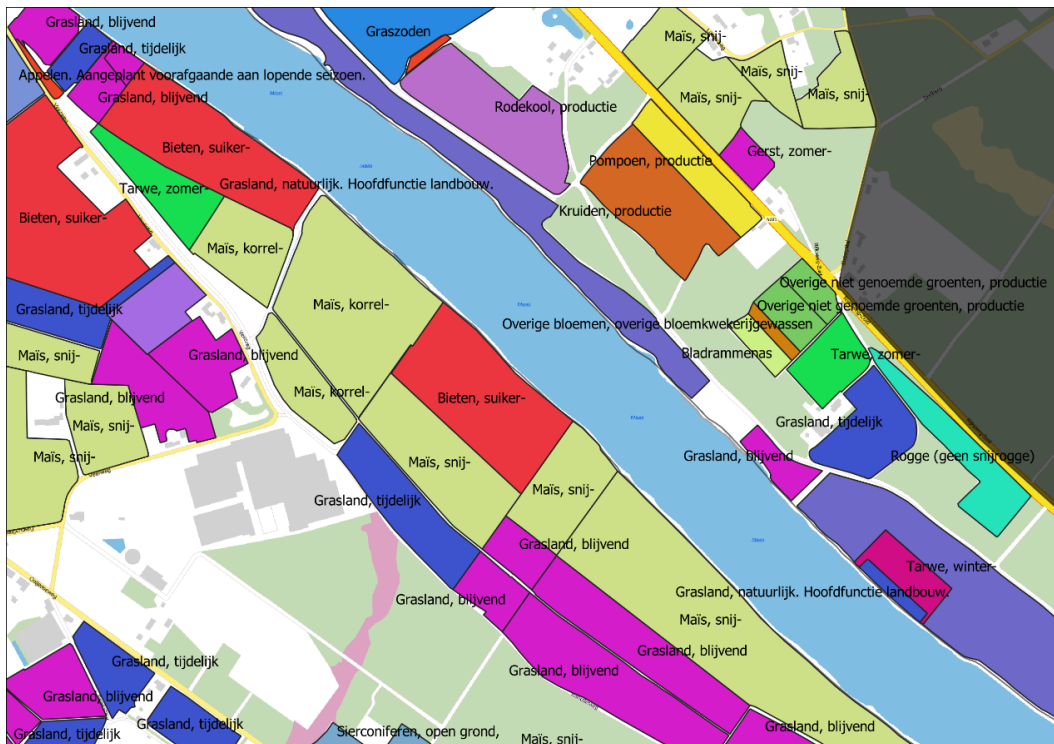 Grasland, blijvend
Graszoden
Maïs, snij-
Grasland, tijdelijk
Appelen. Aangeplant voorafgaande aan lopende seizoen.
Maïs, snij-
Maïs, snij-
Maïs, snij-
Grasland, blijvend
Rodekool, productie
Bieten, suiker-
Gerst, zomer-
Pompoen, productie
Tarwe, zomer-
Grasland, natuurlijk. Hoofdfunctie landbouw.
Bieten, suiker-
Kruiden, productie
Maïs, korrel-
Overige niet genoemde groenten, productie
Maïs, korrel-
Grasland, tijdelijk
Overige niet genoemde groenten, productie
Overige bloemen, overige bloemkwekerijgewassen
Maas
Maïs, snij-
Grasland, blijvend
Bladrammenas
Tarwe, zomer-
Maïs, korrel-
Grasland, blijvend
Bieten, suiker-
Maas
Maïs, snij-
Grasland, tijdelijk
Maïs, snij-
Maïs, snij-
Grasland, blijvend
Rogge (geen snijrogge)
Maïs, snij-
Grasland, tijdelijk
Maas
Grasland, blijvend
Tarwe, winter-
Grasland, blijvend
Grasland, natuurlijk. Hoofdfunctie landbouw.
Maïs, snij-
Grasland, tijdelijk
Grasland, blijvend
Grasland, blijvend
Grasland, blijvend
Grasland, tijdelijk
Grasland, tijdelijk
Sierconiferen, open grond,
Maïs, snij-
Grasland, blijvend